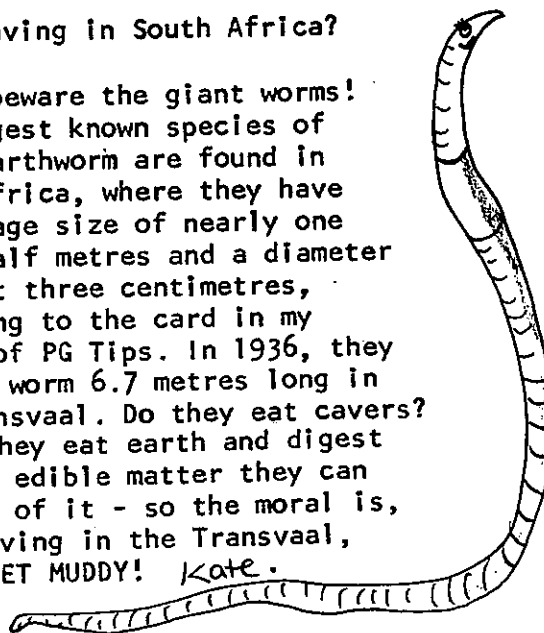 ving in South Africa?
beware the giant worms!
gest known species of
arthworm are found in
frica, where they have
age size of nearly one
alf metres and a diameter
t three centimetres,
ng to the card in my
of PG Tips. In 1936, they
worm 6.7 metres long in
nsvaal. Do they eat cavers?
hey eat earth and digest
edible matter they can
of it - so the moral is,
ving in the Transvaal,
ET MUDDY! Kate.